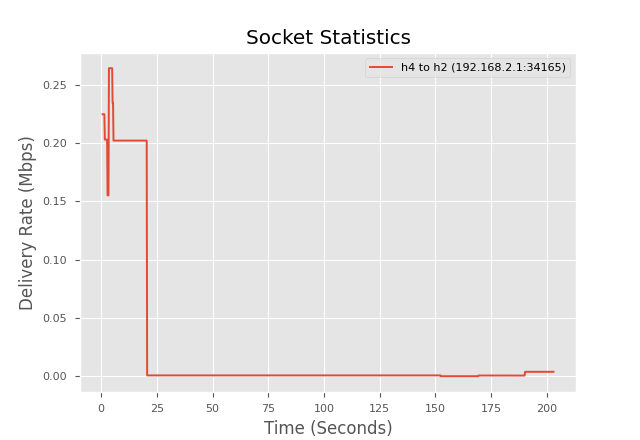 Socket Statistics
h4 to h2 (192.168.2.1:34165)
Delivery Rate (Mbps)
0.25
0.20
0.15
0.10
0.05
0.00
0 25 50 75 100 125 150 175 200
Time (Seconds)